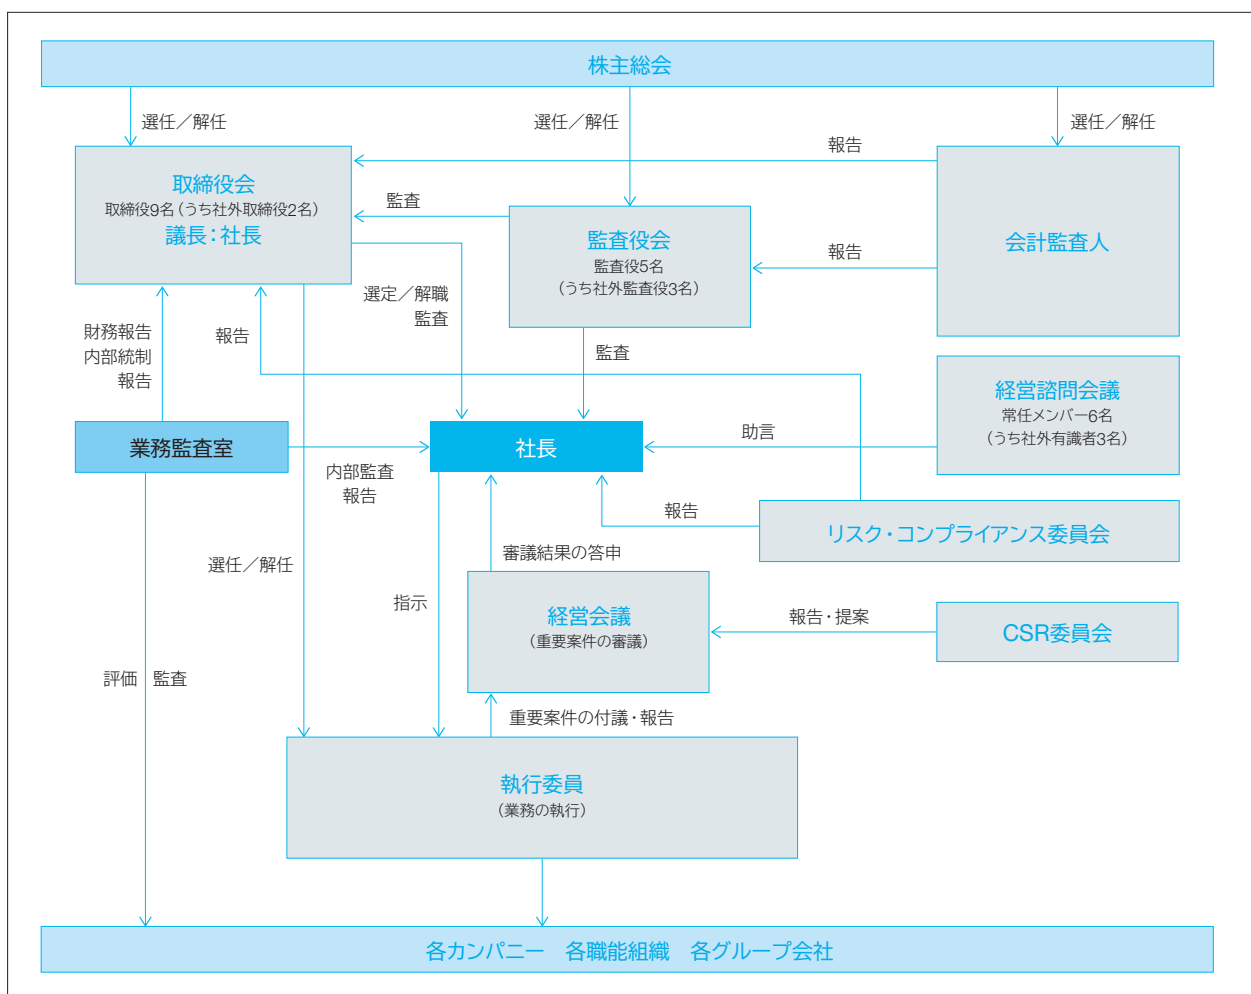 株主総会
選任／解任
選任／解任
選任／解任
取締役会
取締役9名（うち社外取締役2名）
議長：社長
報告
監査
監査役会
監査役5名
（うち社外監査役3名）
報告
会計監査人
選定／解職
監査
財務報告
内部統制
報告
報告
監査
経営諮問会議
常任メンバー6名
（うち社外有識者3名）
業務監査室
社長
助言
内部監査
報告
報告
リスク・コンプライアンス委員会
審議結果の答申
選任／解任
指示
経営会議
（重要案件の審議）
報告・提案
CSR委員会
評価
監査
重要案件の付議・報告
執行委員
（業務の執行）
各カンパニー　各職能組織　各グループ会社